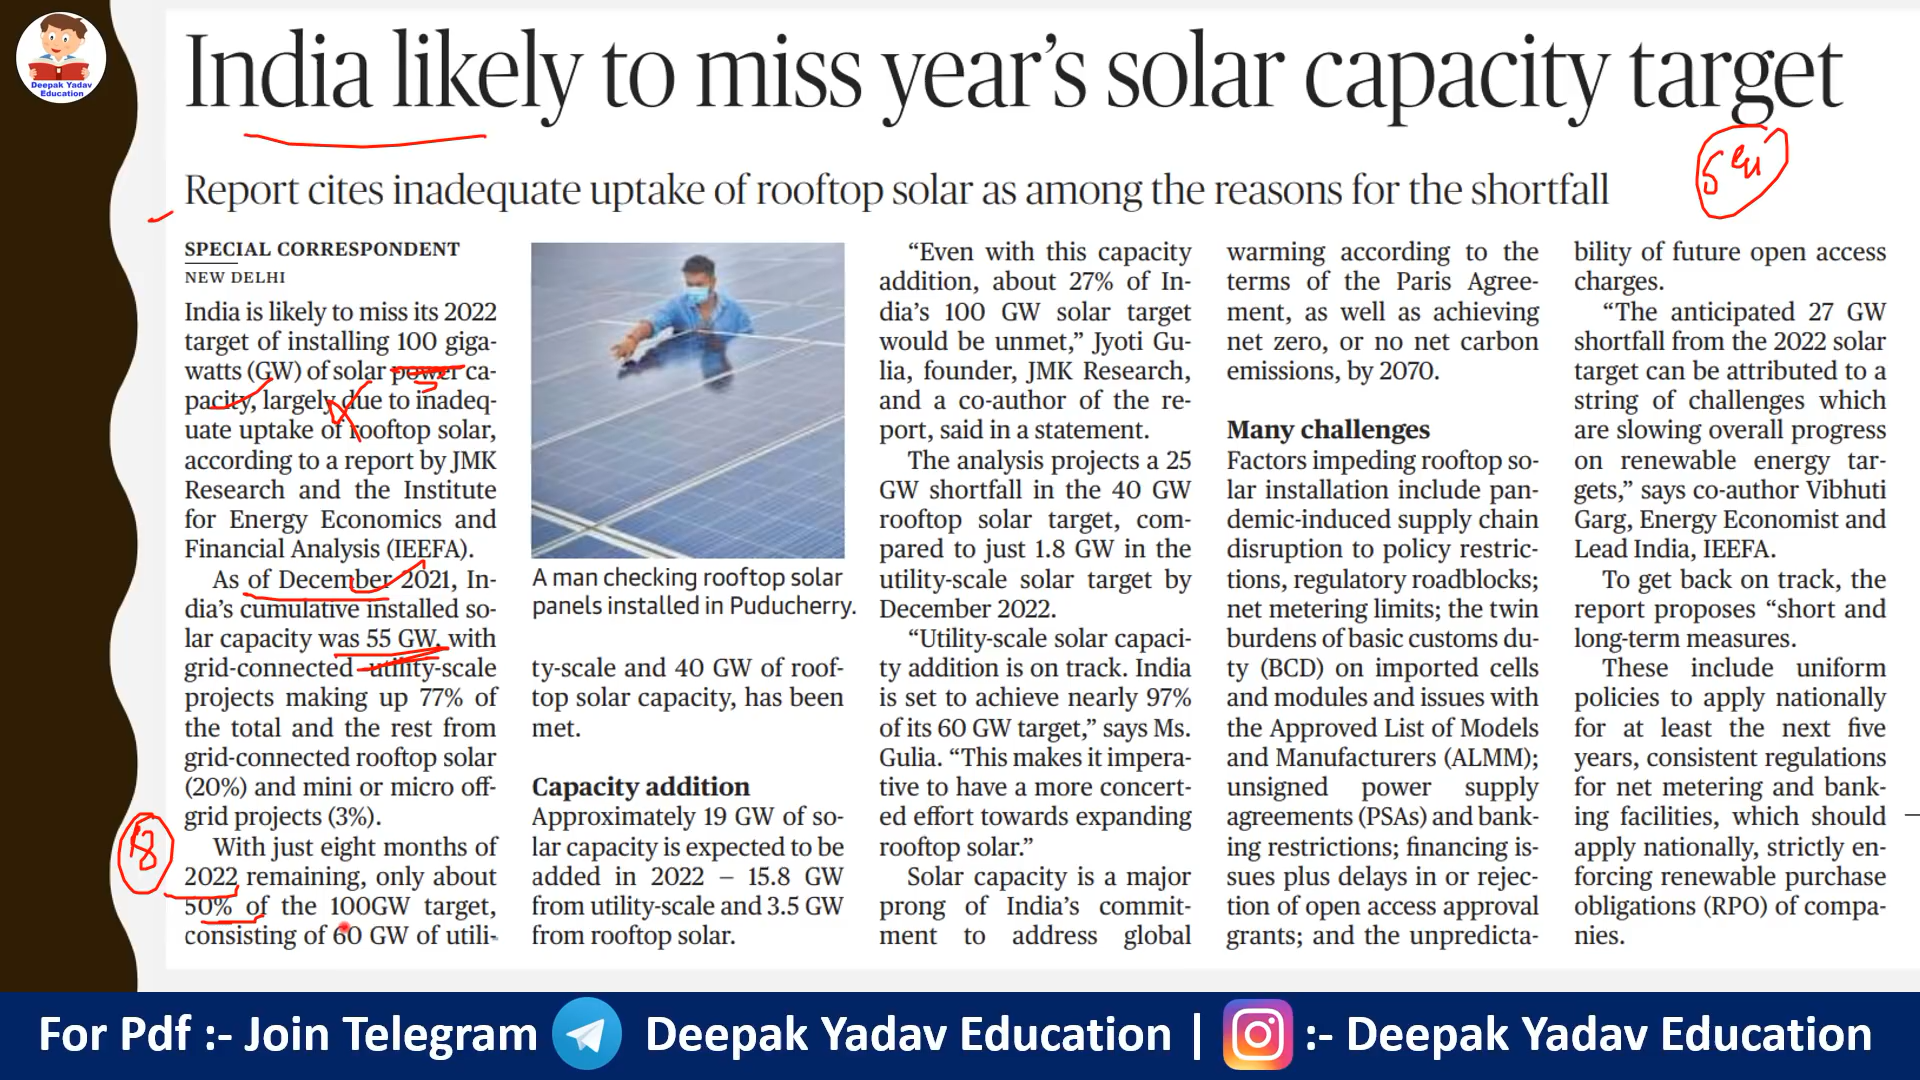 Deepak Yadav
Education
India likely to miss year’s solar capacity target
Report cites inadequate uptake of rooftop solar as among the reasons for the shortfall
SPECIAL CORRESPONDENT
NEW DELHI
India is likely to miss its 2022
target of installing 100 giga-
watts (GW) of solar power ca-
pacity, largely due to inadeq-
uate uptake of rooftop solar,
according to a report by JMK
Research and the Institute
for Energy Economics and
Financial Analysis (IEEFA).
As of December 2021, In-
dia’s cumulative installed so-
lar capacity was 55 GW, with
grid-connected utility-scale
projects making up 77% of
the total and the rest from
grid-connected rooftop solar
(20%) and mini or micro off-
grid projects (3%).
With just eight months of
2022 remaining, only about
50% of the 100GW target,
consisting of 60 GW of utili-
A man checking rooftop solar
panels installed in Puducherry.
ty-scale and 40 GW of roof-
top solar capacity, has been
met.
Capacity addition
Approximately 19 GW of so-
lar capacity is expected to be
added in 2022 – 15.8 GW
from utility-scale and 3.5 GW
from rooftop solar.
“Even with this capacity
addition, about 27% of In-
dia’s 100 GW solar target
would be unmet,” Jyoti Gu-
lia, founder, JMK Research,
and a co-author of the re-
port, said in a statement.
The analysis projects a 25
GW shortfall in the 40 GW
rooftop solar target, com-
pared to just 1.8 GW in the
utility-scale solar target by
December 2022.
“Utility-scale solar capaci-
ty addition is on track. India
is set to achieve nearly 97%
of its 60 GW target,” says Ms.
Gulia. “This makes it impera-
tive to have a more concert-
ed effort towards expanding
rooftop solar.”
Solar capacity is a major
prong of India’s commit-
ment to address global
warming according to the
terms of the Paris Agree-
ment, as well as achieving
net zero, or no net carbon
emissions, by 2070.
Many challenges
Factors impeding rooftop so-
lar installation include pan-
demic-induced supply chain
disruption to policy restric-
tions, regulatory roadblocks;
net metering limits; the twin
burdens of basic customs du-
ty (BCD) on imported cells
and modules and issues with
the Approved List of Models
and Manufacturers (ALMM);
unsigned power supply
agreements (PSAs) and bank-
ing restrictions; financing is-
sues plus delays in or rejec-
tion of open access approval
grants; and the unpredicta-
bility of future open access
charges.
“The anticipated 27 GW
shortfall from the 2022 solar
target can be attributed to a
string of challenges which
are slowing overall progress
on renewable energy tar-
gets,” says co-author Vibhuti
Garg, Energy Economist and
Lead India, IEEFA.
To get back on track, the
report proposes “short and
long-term measures.
These include uniform
policies to apply nationally
for at least the next five
years, consistent regulations
for net metering and bank-
ing facilities, which should
apply nationally, strictly en-
forcing renewable purchase
obligations (RPO) of compa-
nies.
For Pdf :- Join Telegram Deepak Yadav Education | :- Deepak Yadav Education